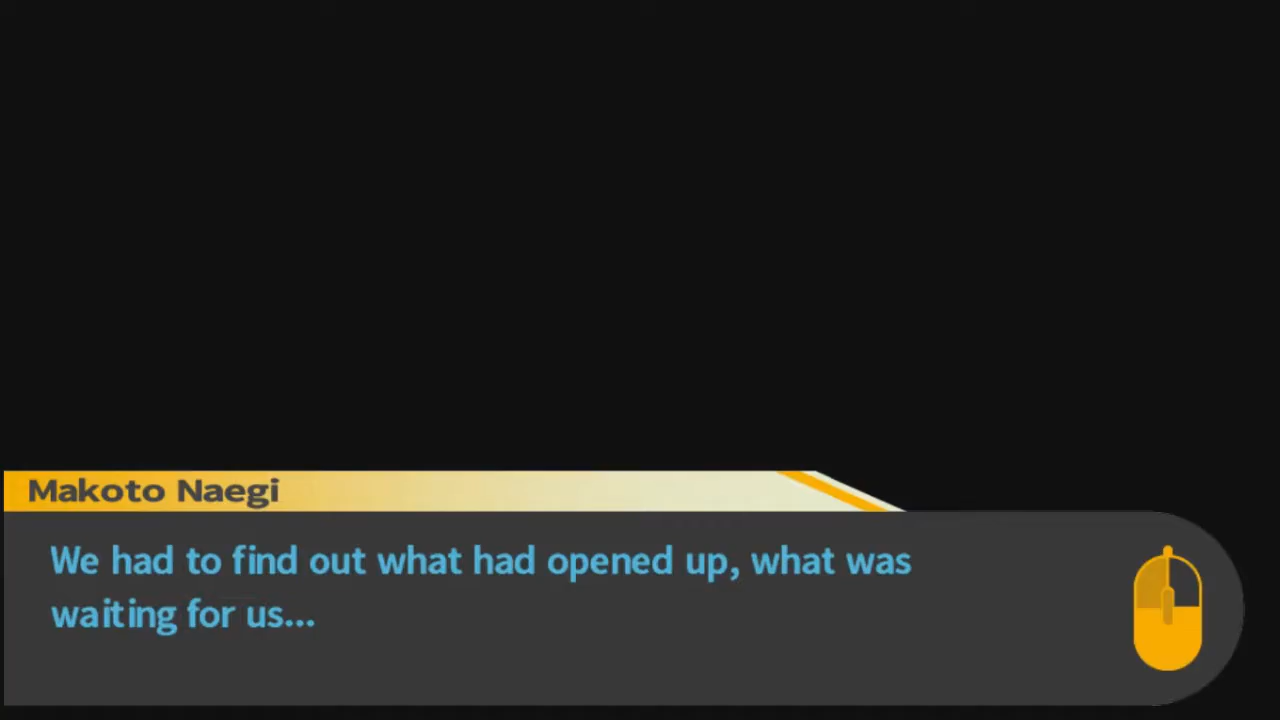 Makoto Naegi
We had to find out what had opened up, what was
waiting for us...